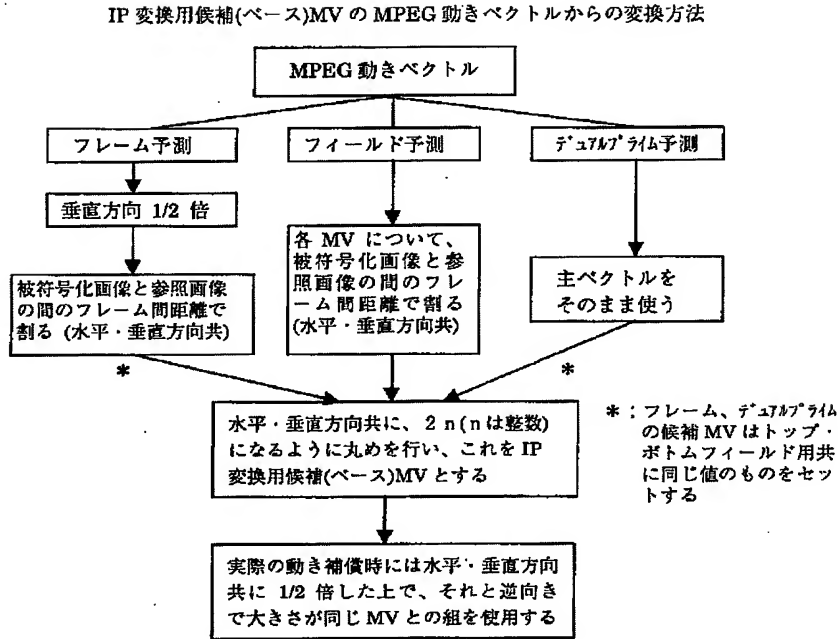 IP 変換用候補(ベース)MV の MPEG 動きベクトルからの変換方法
MPEG 動きベクトル
フレーム予測
フィールド予測
ﾃﾞｭｱﾙﾌﾟﾗｲﾑ予測
垂直方向 1/2 倍
各 MV について、
被符号化画像と参
照画像の間のフレ
ーム間距離で割る
(水平・垂直方向共)
主ベクトルを
そのまま使う
被符号化画像と参照画像
の間のフレーム間距離で
割る (水平・垂直方向共)
*
*
水平・垂直方向共に、2 n(n は整数)
になるように丸めを行い、これを IP
変換用候補(ベース)MV とする
* : フレーム、ﾃﾞｭｱﾙﾌﾟﾗｲﾑ
の候補 MV はトップ・
ボトムフィールド用共
に同じ値のものをセッ
トする
実際の動き補償時には水平・垂直方向
共に 1/2 倍した上で、それと逆向き
で大きさが同じ MV との組を使用する